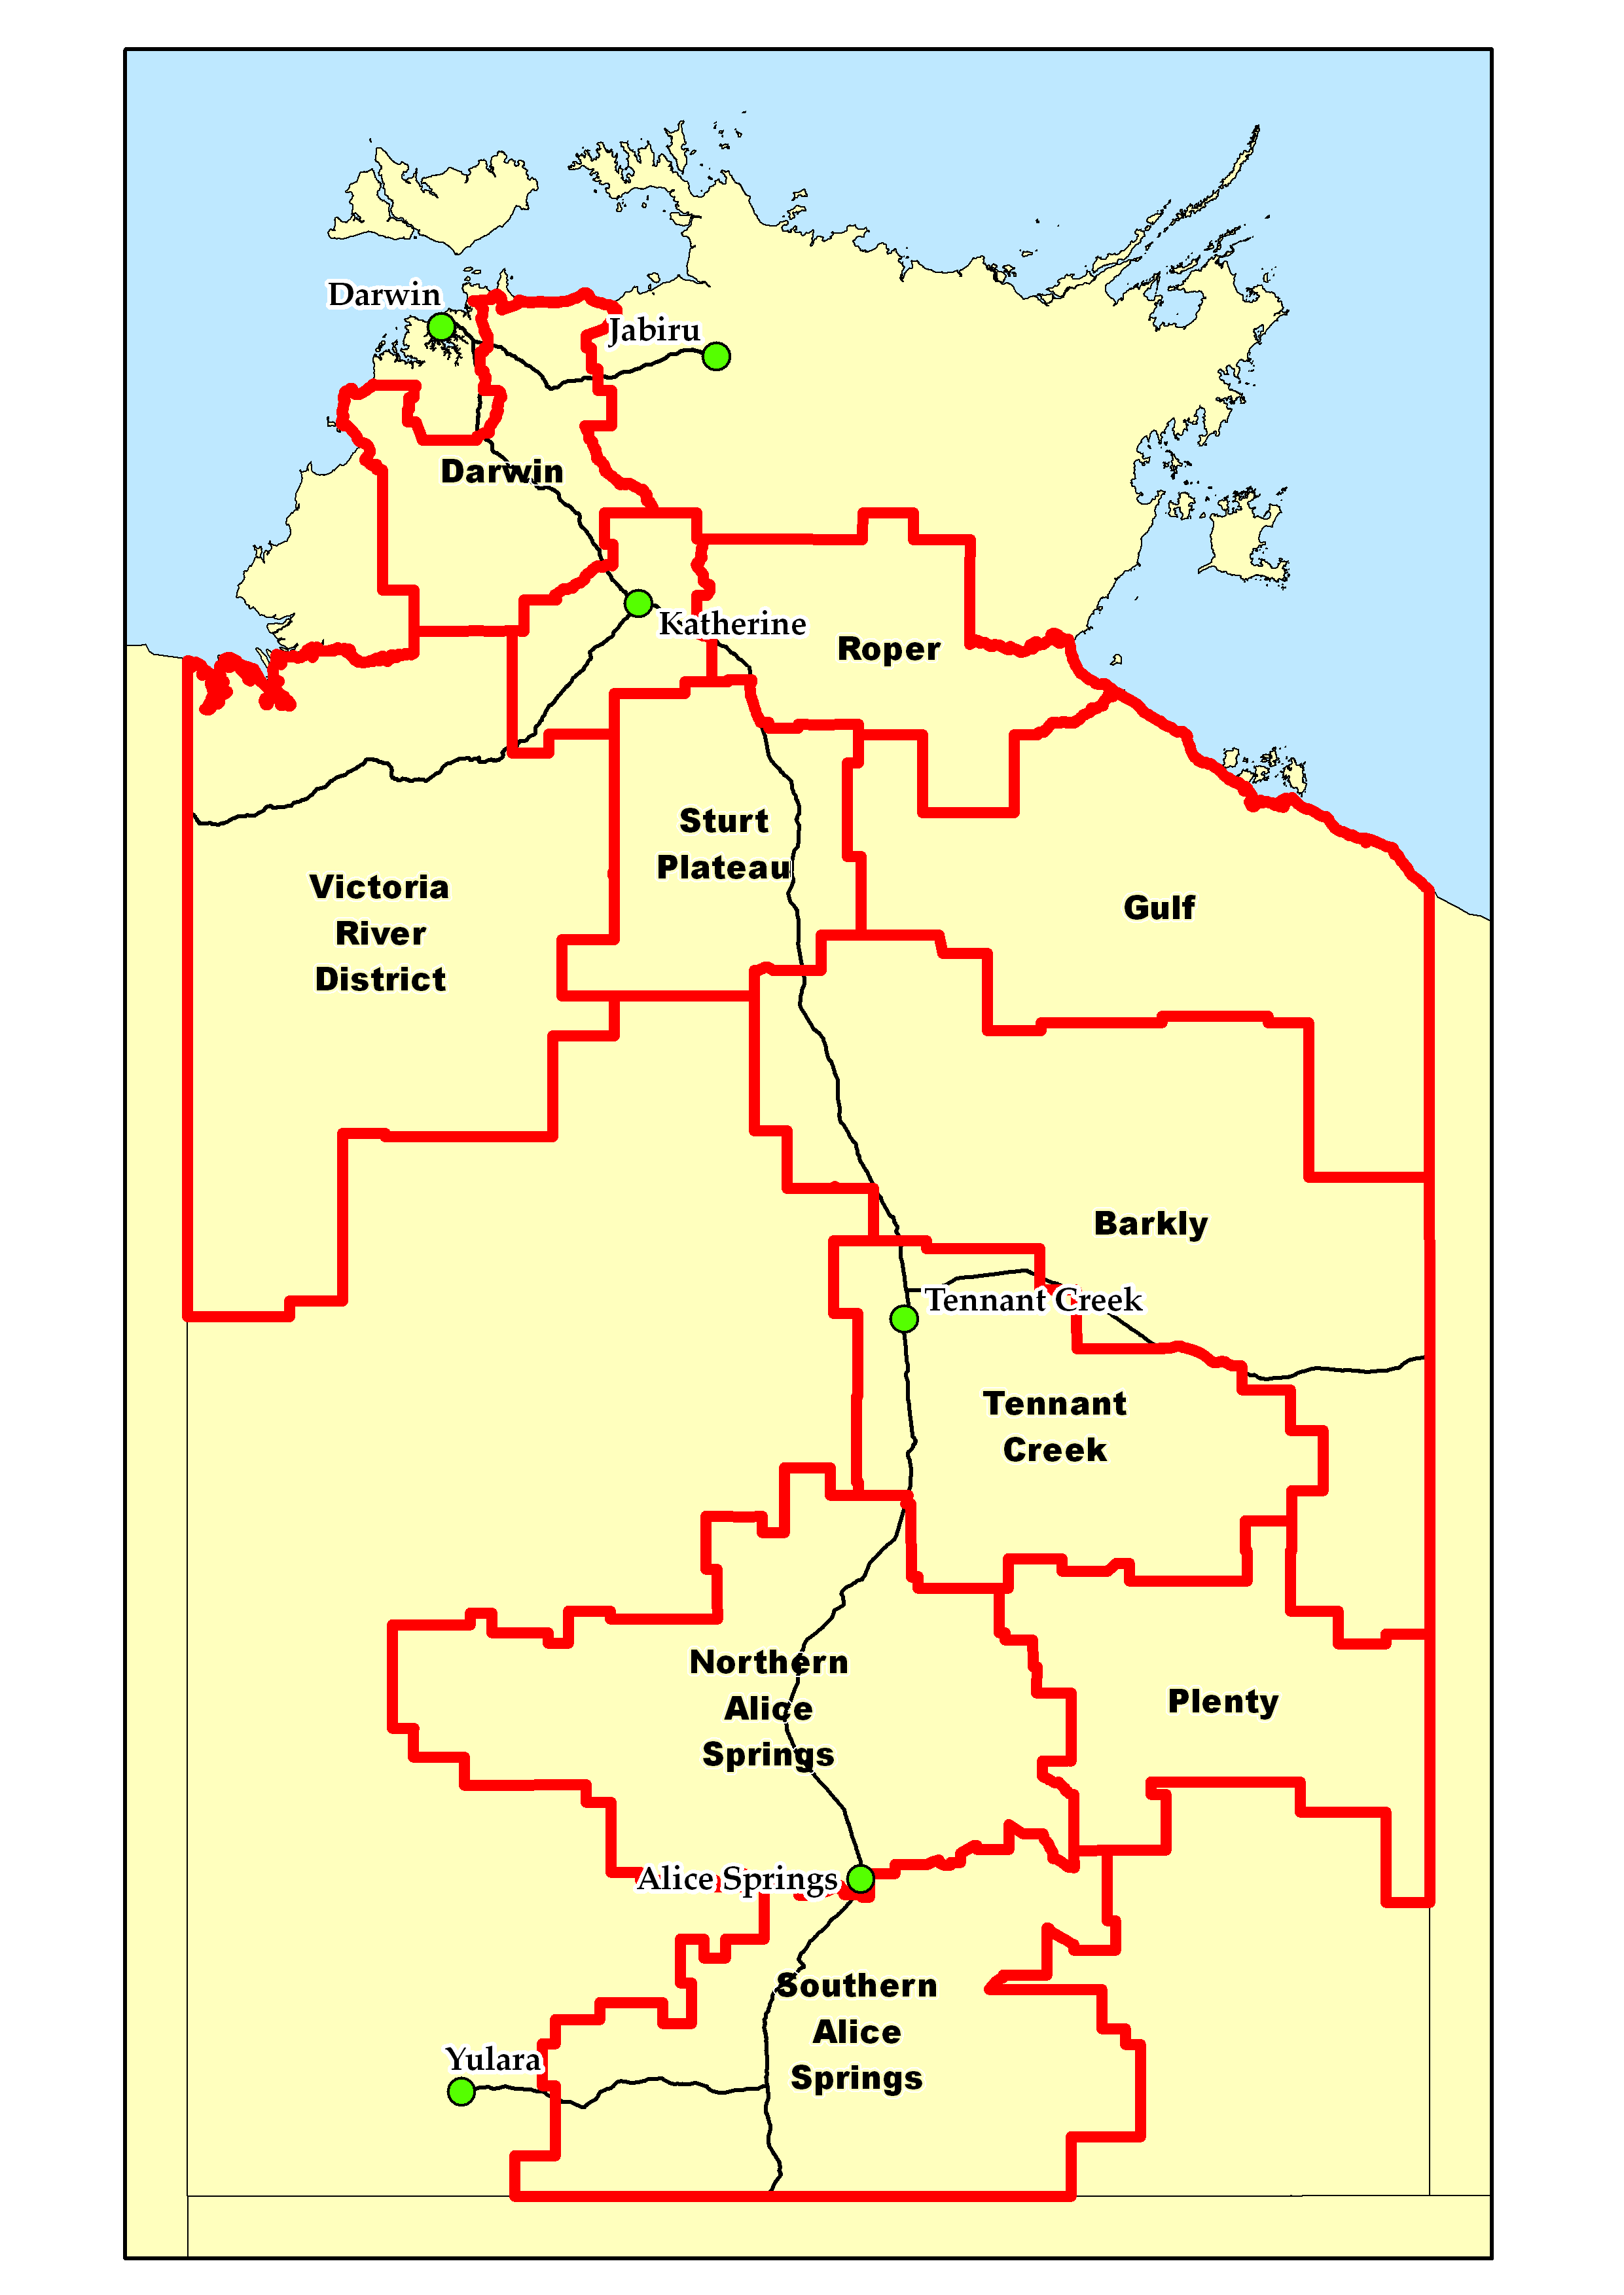 Darwin
Jabiru
Darwin
Katherine
Roper
Sturt
Plateau
Victoria
River
District
Gulf
Barkly
Tennant Creek
Tennant
Creek
Northern
Alice
Springs
Plenty
Alice Springs
Southern
Alice
Springs
Yulara